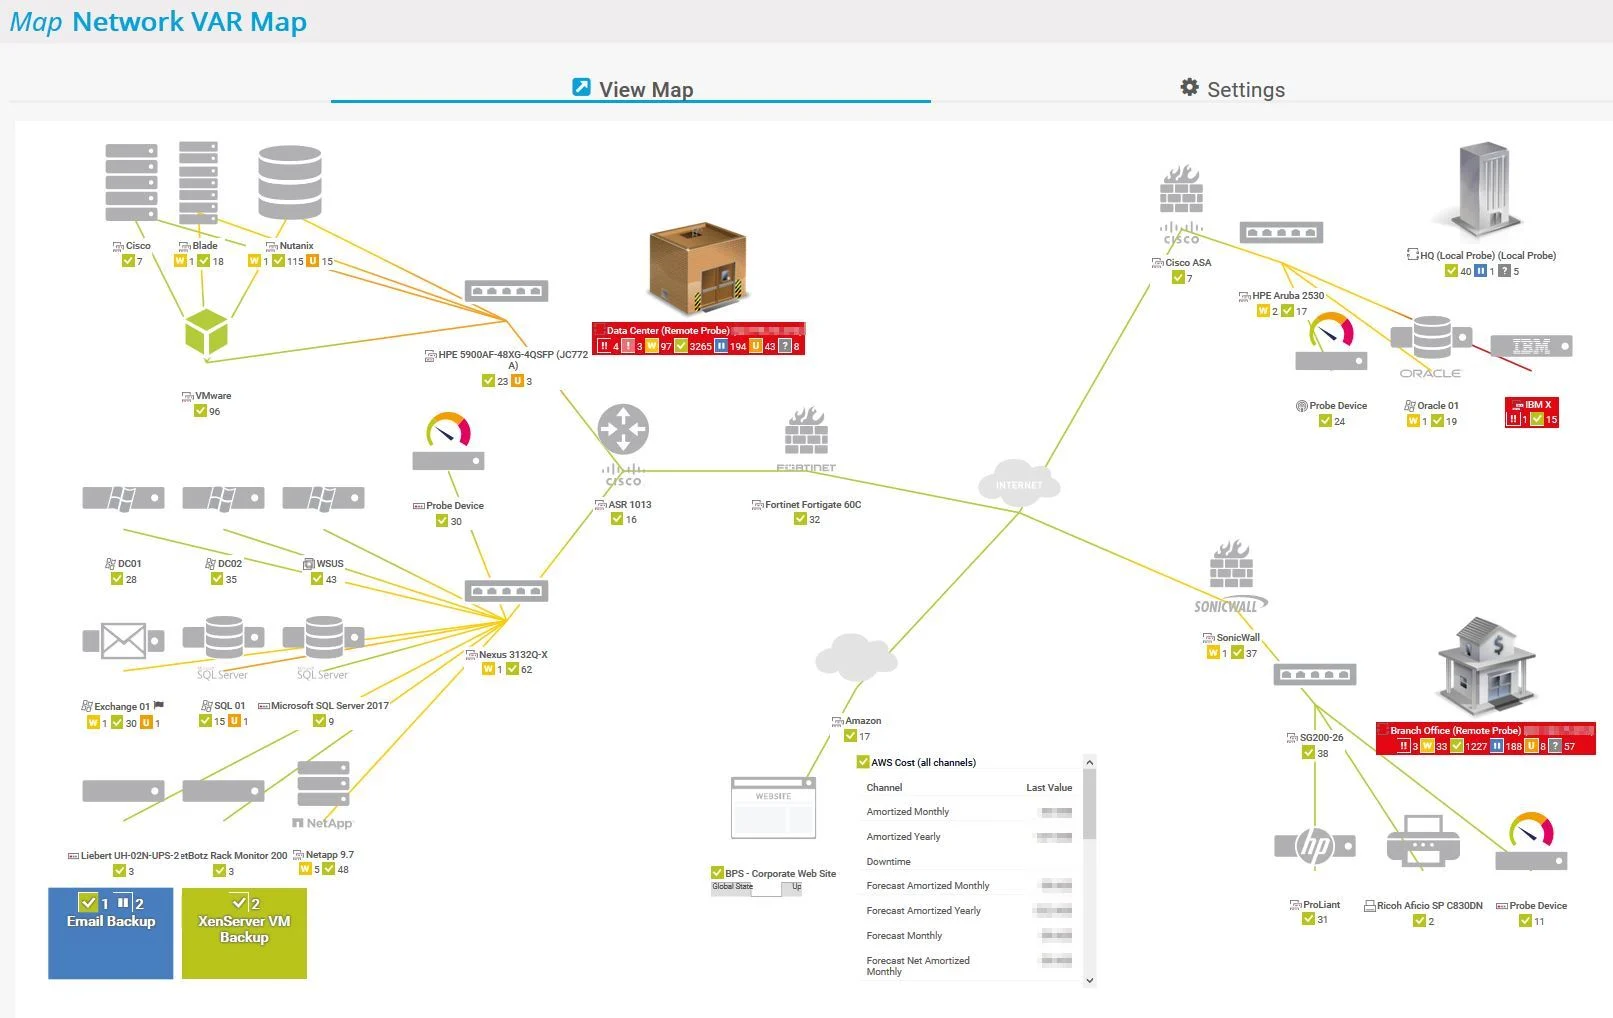 Map Network VAR Map
View Map
Settings
Cisco
7
Blade
W 1 18
Nutanix
W 1 115 U 15
VMware
96
HPE 5900AF-48XG-4QSFP (JC772
A)
23 U 3
Data Center (Remote Probe)
!! 4 ! 3 W 97 3265 194 U 43 ? 8
CISCO
Cisco ASA
7
HPE Aruba 2530
W 2 17
HQ (Local Probe) (Local Probe)
40 1 ? 5
ORACLE
IBM
Probe Device
24
Oracle 01
W 1 19
IBM X
!! 1 15
Probe Device
30
CISCO
ASR 1013
16
FORTINET
Fortinet Fortigate 60C
32
INTERNET
DC01
28
DC02
35
WSUS
43
SQL Server
SQL Server
Nexus 3132Q-X
W 1 62
Exchange 01
W 1 30 U 1
SQL 01
15 U 1
Microsoft SQL Server 2017
9
SONICWALL
SonicWall
W 1 37
SG200-26
38
Branch Office (Remote Probe)
!! 3 W 33 1227 188 U 8 ? 57
Amazon
17
NetApp
Liebert UH-02N-UPS-2
3
etBotz Rack Monitor 200
3
Netapp 9.7
W 5 48
WEBSITE
BPS - Corporate Web Site
Global State Up
AWS Cost (all channels)
Channel Last Value
Amortized Monthly
Amortized Yearly
Downtime
Forecast Amortized Monthly
Forecast Amortized Yearly
Forecast Monthly
Forecast Net Amortized
Monthly
hp
ProLiant
31
Ricoh Aficio SP C830DN
2
Probe Device
11
1 2
Email Backup
2
XenServer VM
Backup